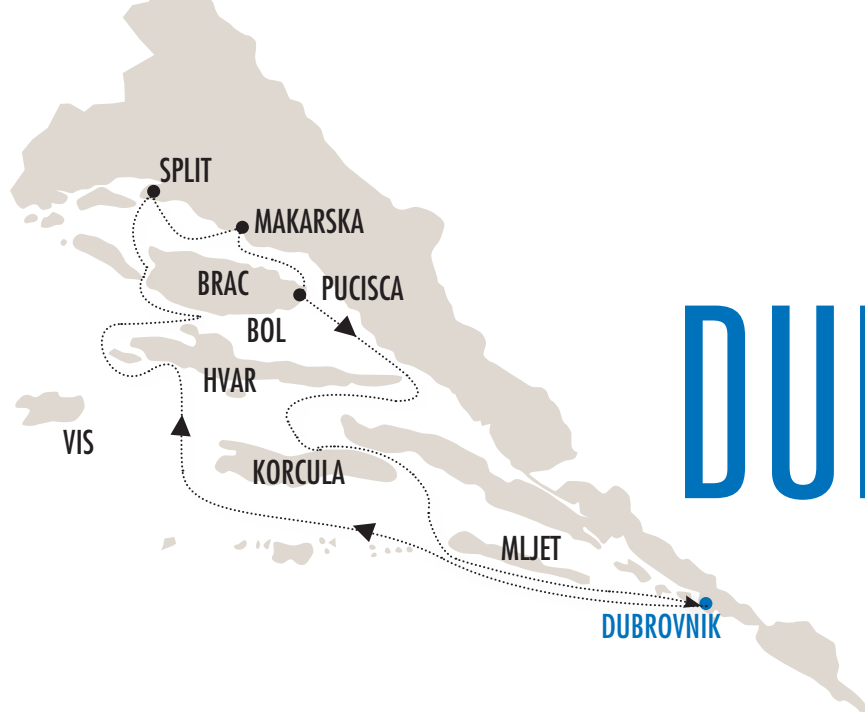 SPLIT
MAKARSKA
BRAC
PUCISCA
BOL
HVAR
VIS
KORCULA
MLJET
DUBROVNIK